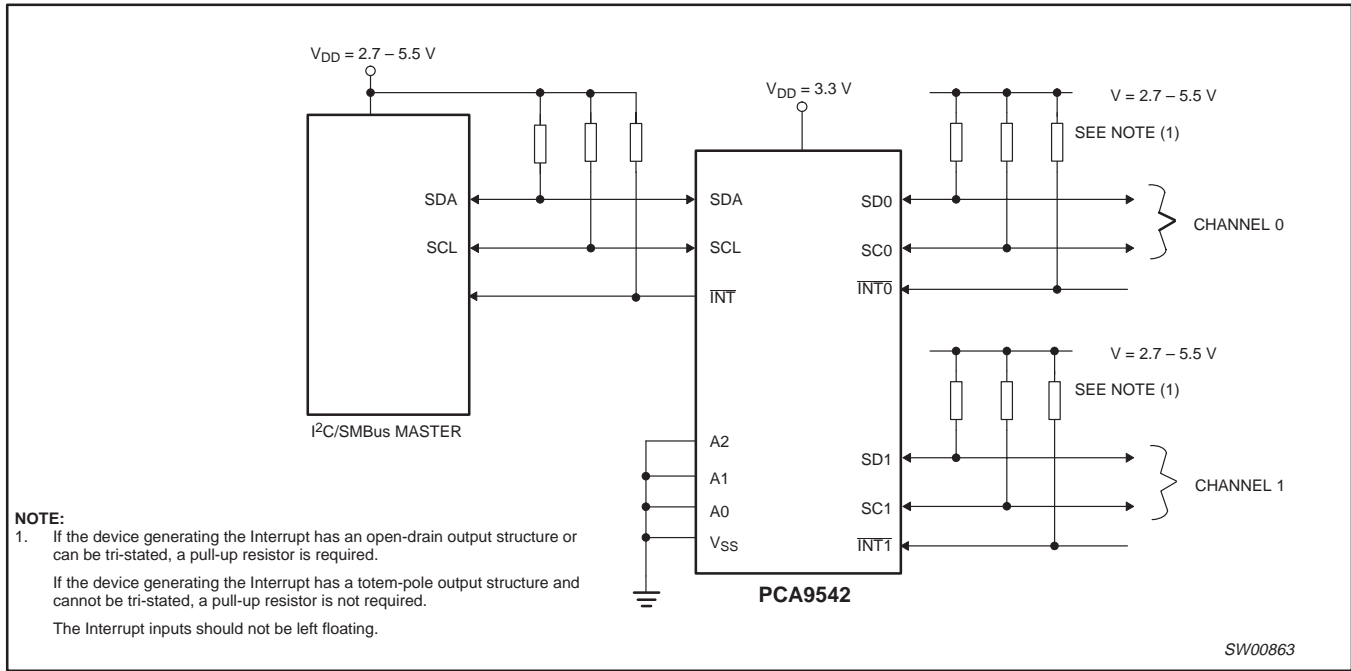 V_DD = 2.7 – 5.5 V
V_DD = 3.3 V
V = 2.7 – 5.5 V
SEE NOTE (1)
SDA
SCL
SDA
SCL
I̅N̅T̅
SD0
SC0
I̅N̅T̅0̅
CHANNEL 0
V = 2.7 – 5.5 V
SEE NOTE (1)
I²C/SMBus MASTER
A2
A1
A0
V_SS
SD1
SC1
I̅N̅T̅1̅
CHANNEL 1
PCA9542
NOTE:
1. If the device generating the Interrupt has an open-drain output structure or
can be tri-stated, a pull-up resistor is required.
If the device generating the Interrupt has a totem-pole output structure and
cannot be tri-stated, a pull-up resistor is not required.
The Interrupt inputs should not be left floating.
SW00863